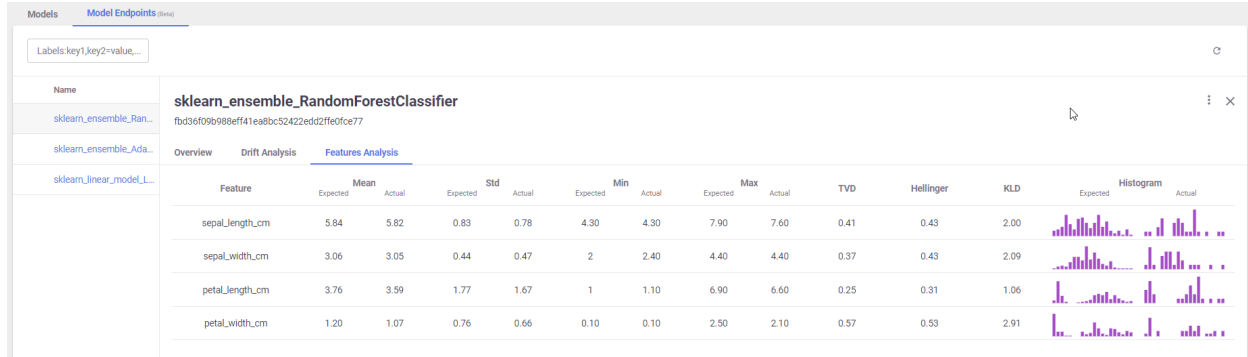 Models Model Endpoints (Beta)
Labels:key1,key2=value,...
Name
sklearn_ensemble_Ran...
sklearn_ensemble_Ada...
sklearn_linear_model_L...
sklearn_ensemble_RandomForestClassifier
fbd36f09b988eff41ea8bc52422edd2ffe0fce77
Overview Drift Analysis Features Analysis
Feature Mean Std Min Max TVD Hellinger KLD Histogram
Expected Actual Expected Actual Expected Actual Expected Actual Expected Actual
sepal_length_cm 5.84 5.82 0.83 0.78 4.30 4.30 7.90 7.60 0.41 0.43 2.00
sepal_width_cm 3.06 3.05 0.44 0.47 2 2.40 4.40 4.40 0.37 0.43 2.09
petal_length_cm 3.76 3.59 1.77 1.67 1 1.10 6.90 6.60 0.25 0.31 1.06
petal_width_cm 1.20 1.07 0.76 0.66 0.10 0.10 2.50 2.10 0.57 0.53 2.91